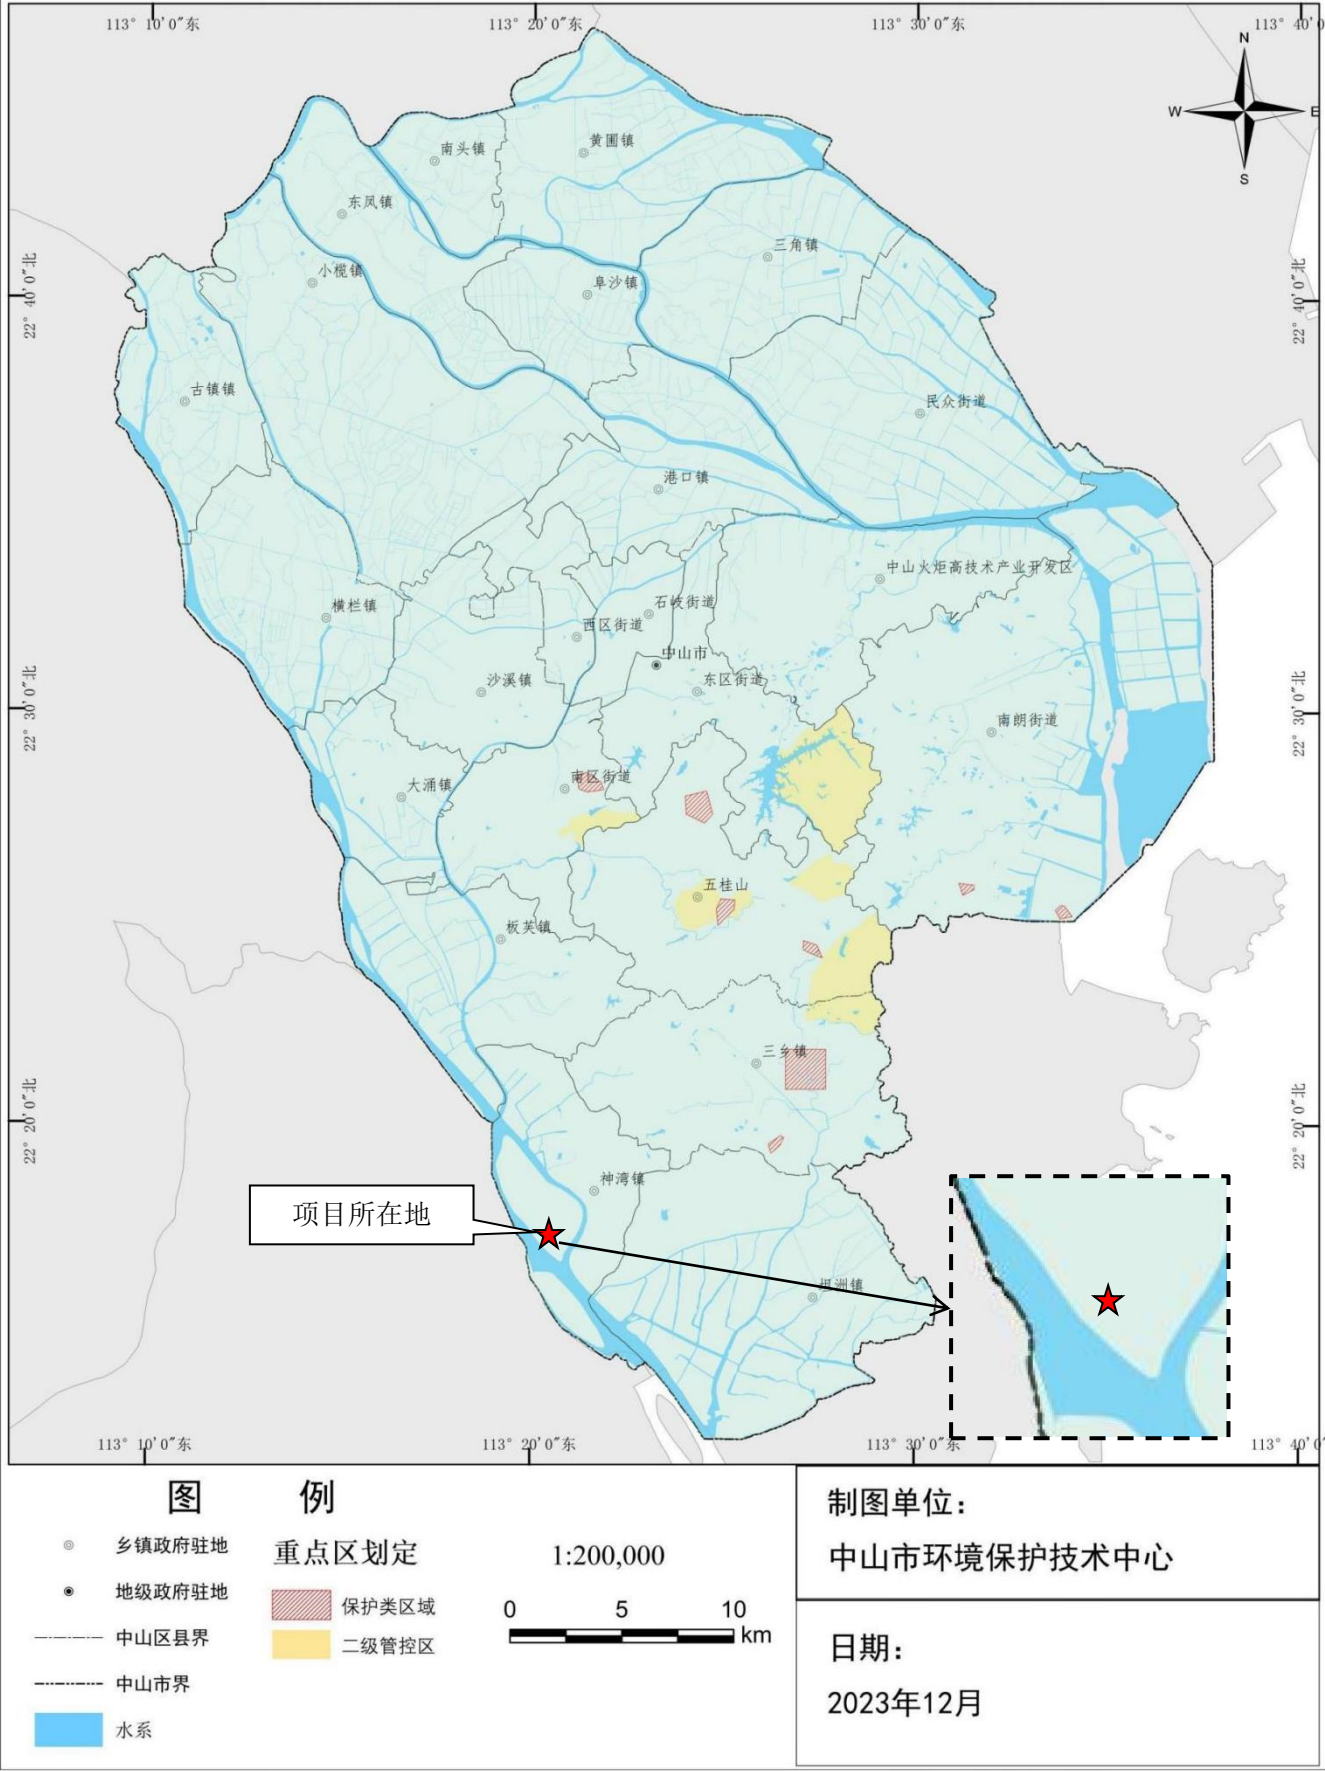 113° 10'0"东
113° 20'0"东
113° 30'0"东
113° 40'0
N
W
E
S
黄圃镇
南头镇
东凤镇
三角镇
小榄镇
阜沙镇
22° 40'0"北
22° 40'0"北
古镇镇
民众街道
港口镇
中山火炬高技术产业开发区
横栏镇
石岐街道
西区街道
中山市
沙溪镇
东区街道
22° 30'0"北
22° 30'0"北
南朗街道
南区街道
大涌镇
五桂山
板芙镇
三乡镇
22° 20'0"北
22° 20'0"北
神湾镇
项目所在地
坦洲镇
113° 10'0"东
113° 20'0"东
113° 30'0"东
113° 40'0
图 例
乡镇政府驻地
地级政府驻地
中山区县界
中山市界
水系
重点区划定
保护类区域
二级管控区
1:200,000
0 5 10
km
制图单位：
中山市环境保护技术中心
日期：
2023年12月